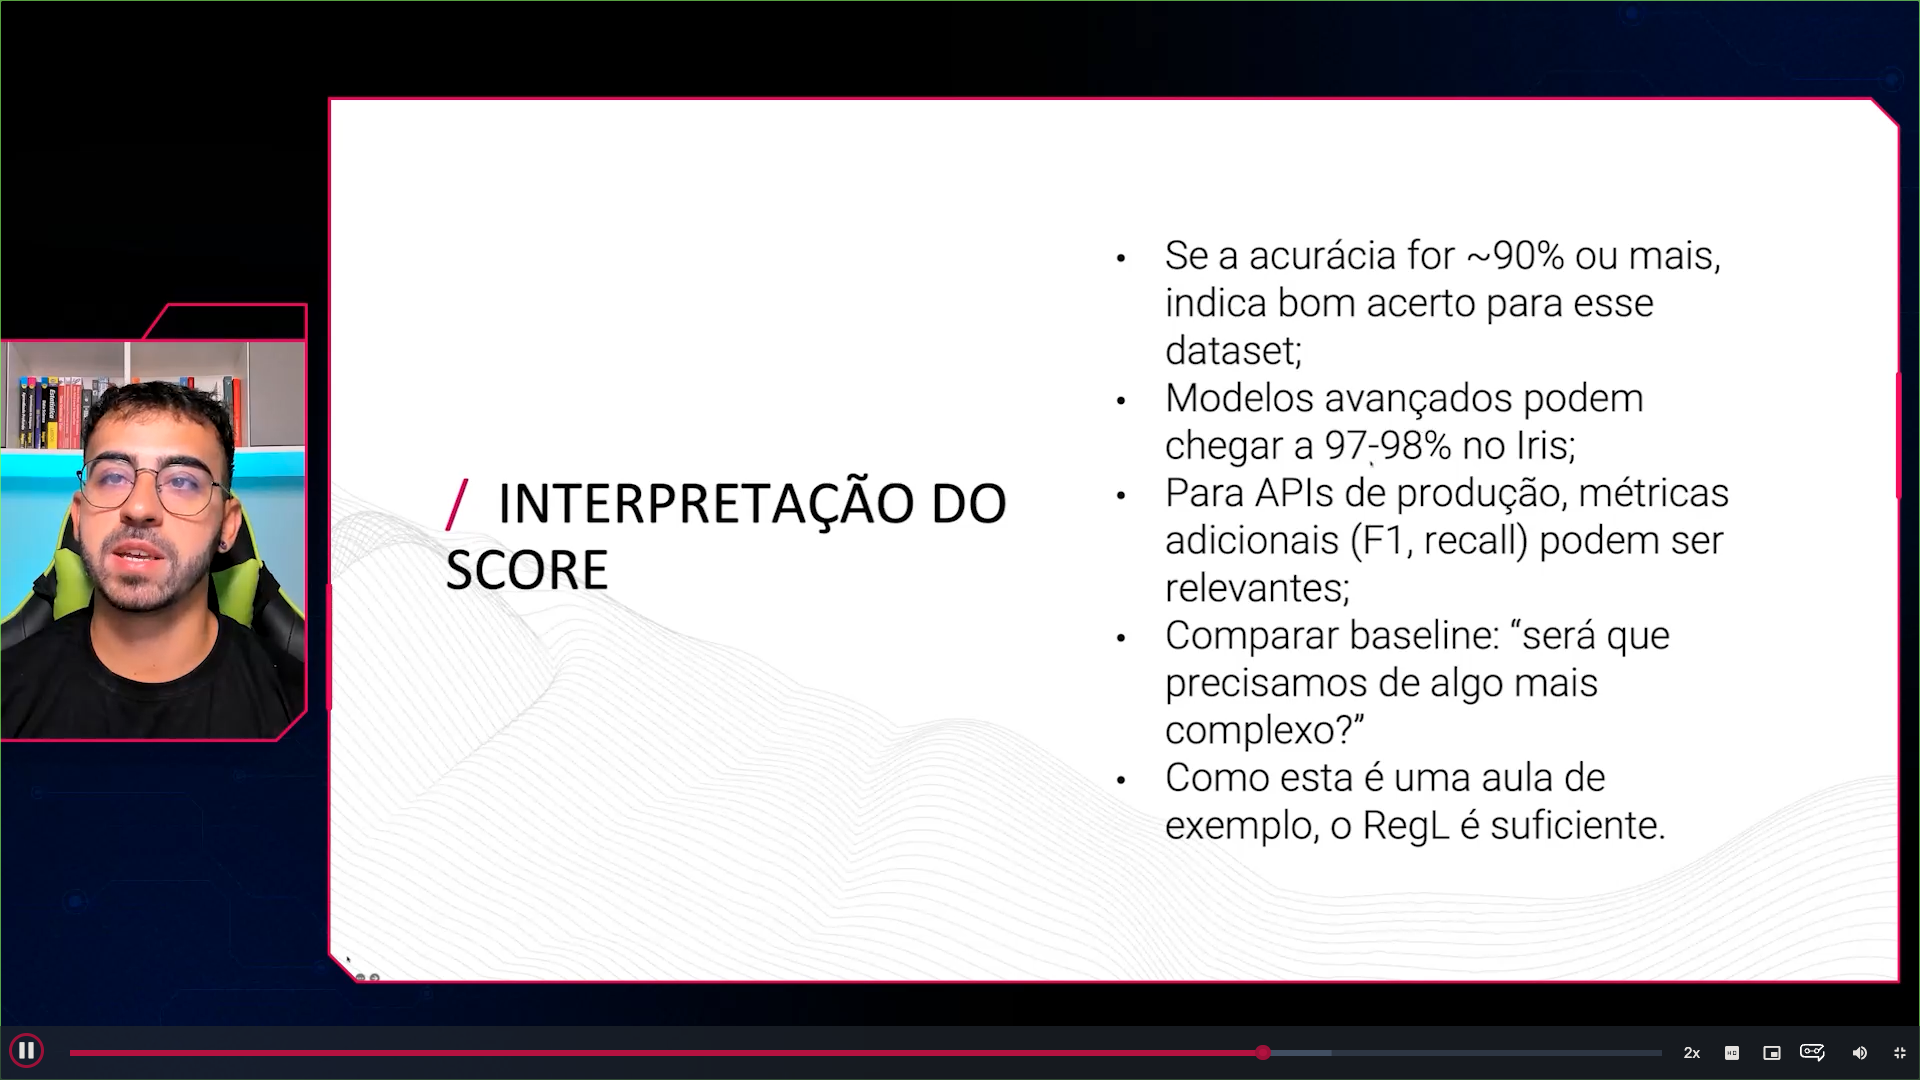 / INTERPRETAÇÃO DO
SCORE
• Se a acurácia for ~90% ou mais,
indica bom acerto para esse
dataset;
• Modelos avançados podem
chegar a 97-98% no Iris;
• Para APIs de produção, métricas
adicionais (F1, recall) podem ser
relevantes;
• Comparar baseline: “será que
precisamos de algo mais
complexo?”
• Como esta é uma aula de
exemplo, o RegL é suficiente.
2x
HD